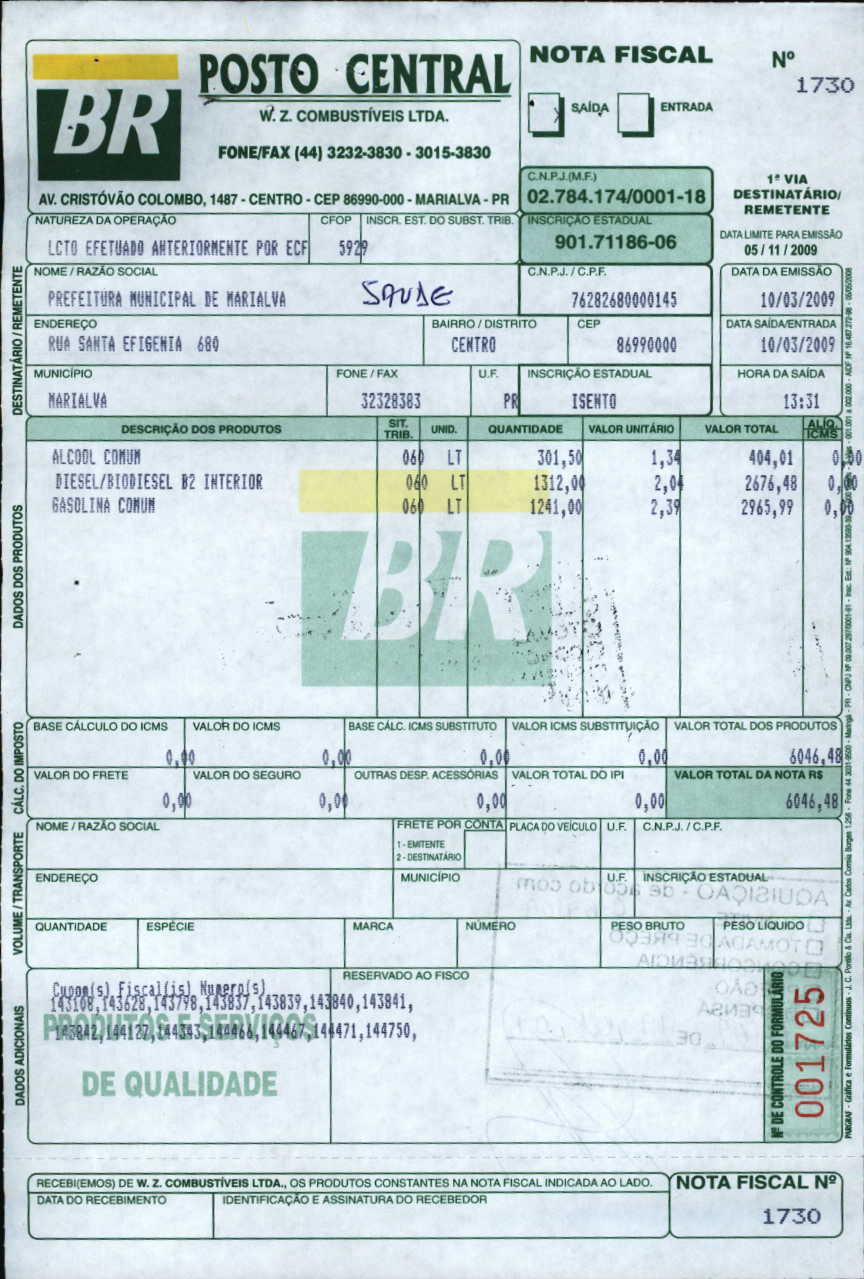 BR
POSTO CENTRAL
W. Z. COMBUSTÍVEIS LTDA.
FONE/FAX (44) 3232-3830 - 3015-3830
AV. CRISTÓVÃO COLOMBO, 1487 - CENTRO - CEP 86990-000 - MARIALVA - PR
NOTA FISCAL Nº 1730
X SAÍDA ENTRADA
C.N.P.J.(M.F.)
02.784.174/0001-18
INSCRIÇÃO ESTADUAL
901.71186-06
1ª VIA
DESTINATÁRIO/
REMETENTE
DATA LIMITE PARA EMISSÃO
05 / 11 / 2009
NATUREZA DA OPERAÇÃO CFOP INSCR. EST. DO SUBST. TRIB.
LCTO EFETUADO ANTERIORMENTE POR ECF 5929
DESTINATÁRIO / REMETENTE
NOME / RAZÃO SOCIAL C.N.P.J. / C.P.F. DATA DA EMISSÃO
PREFEITURA MUNICIPAL DE MARIALVA SAUDE 76282680000145 10/03/2009
ENDEREÇO BAIRRO / DISTRITO CEP DATA SAÍDA/ENTRADA
RUA SANTA EFIGENIA 680 CENTRO 86990000 10/03/2009
MUNICÍPIO FONE / FAX U.F. INSCRIÇÃO ESTADUAL HORA DA SAÍDA
MARIALVA 32328383 PR ISENTO 13:31
DADOS DOS PRODUTOS
DESCRIÇÃO DOS PRODUTOS SIT. TRIB. UNID. QUANTIDADE VALOR UNITÁRIO VALOR TOTAL ALÍQ. ICMS
ALCOOL COMUM 060 LT 301,50 1,34 404,01 0,00
DIESEL/BIODIESEL B2 INTERIOR 060 LT 1312,00 2,04 2676,48 0,00
GASOLINA COMUM 060 LT 1241,00 2,39 2965,99 0,00
BR
CÁLC. DO IMPOSTO
BASE CÁLCULO DO ICMS VALOR DO ICMS BASE CÁLC. ICMS SUBSTITUTO VALOR ICMS SUBSTITUIÇÃO VALOR TOTAL DOS PRODUTOS
0,00 0,00 0,00 0,00 6046,48
VALOR DO FRETE VALOR DO SEGURO OUTRAS DESP. ACESSÓRIAS VALOR TOTAL DO IPI VALOR TOTAL DA NOTA R$
0,00 0,00 0,00 0,00 6046,48
VOLUME / TRANSPORTE
NOME / RAZÃO SOCIAL FRETE POR CONTA PLACA DO VEÍCULO U.F. C.N.P.J. / C.P.F.
1 - EMITENTE
2 - DESTINATÁRIO
ENDEREÇO MUNICÍPIO U.F. INSCRIÇÃO ESTADUAL
AQUISIÇÃO - de acordo com
QUANTIDADE ESPÉCIE MARCA NÚMERO PESO BRUTO PESO LÍQUIDO
TOMADA DE PREÇO
CONCORRÊNCIA
DADOS ADICIONAIS
RESERVADO AO FISCO
Cupom(s) Fiscal(is) Numero(s)
143108,143628,143798,143837,143839,143840,143841,
143842,144127,144343,144466,144467,144471,144750,
PRODUTOS E SERVIÇOS
DE QUALIDADE
Nº DE CONTROLE DO FORMULÁRIO
001725
RECEBI(EMOS) DE W. Z. COMBUSTÍVEIS LTDA., OS PRODUTOS CONSTANTES NA NOTA FISCAL INDICADA AO LADO.
DATA DO RECEBIMENTO IDENTIFICAÇÃO E ASSINATURA DO RECEBEDOR
NOTA FISCAL Nº
1730